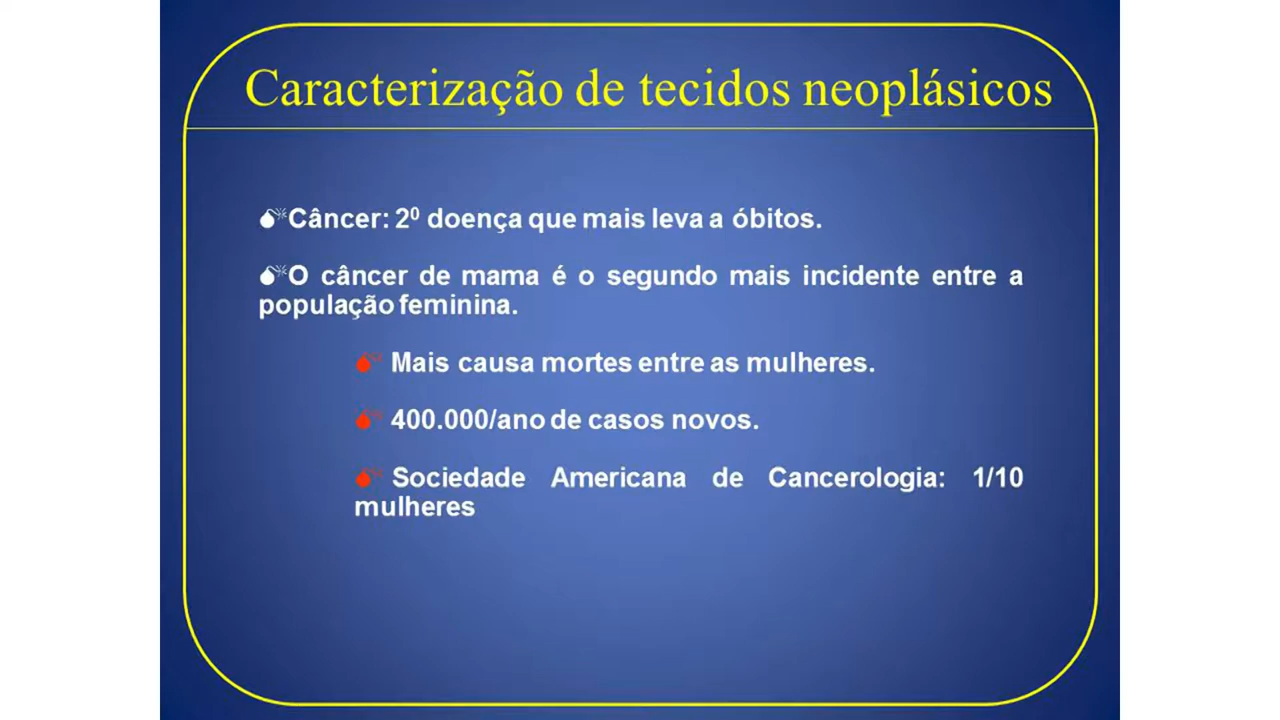 Caracterização de tecidos neoplásicos
Câncer: 2⁰ doença que mais leva a óbitos.
O câncer de mama é o segundo mais incidente entre a
população feminina.
Mais causa mortes entre as mulheres.
400.000/ano de casos novos.
Sociedade Americana de Cancerologia: 1/10
mulheres